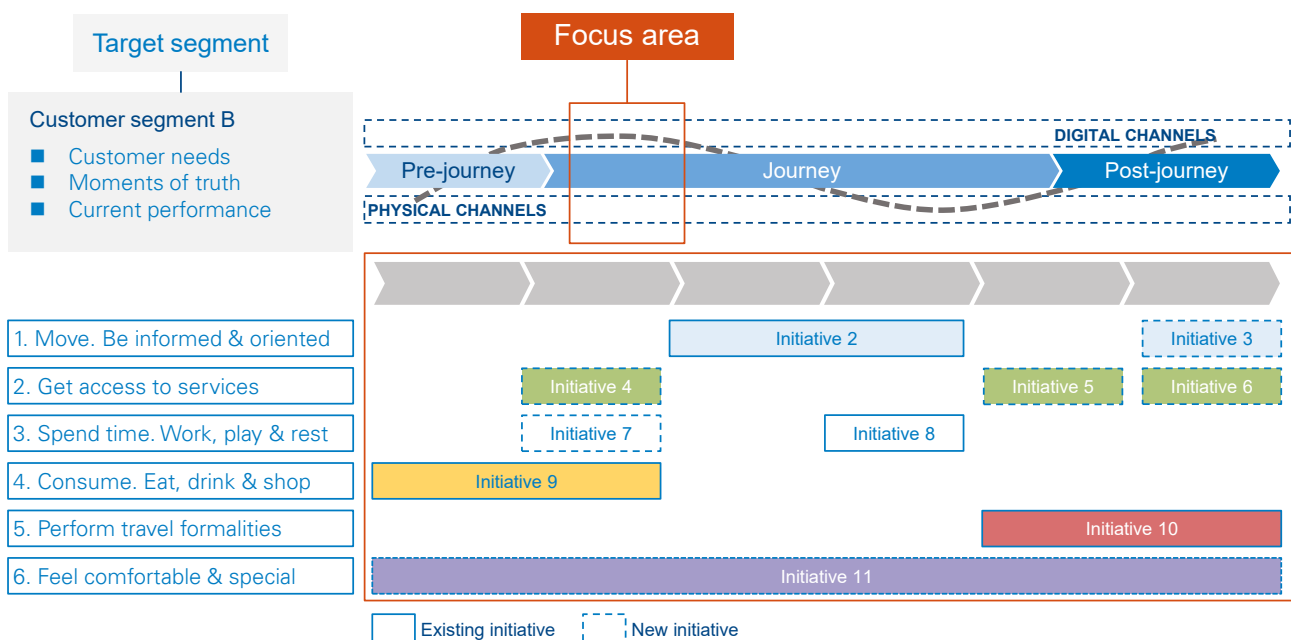 Target segment
Focus area
Customer segment B
Customer needs
Moments of truth
Current performance
DIGITAL CHANNELS
Pre-journey
Journey
Post-journey
PHYSICAL CHANNELS
1. Move. Be informed & oriented
Initiative 2
Initiative 3
2. Get access to services
Initiative 4
Initiative 5
Initiative 6
3. Spend time. Work, play & rest
Initiative 7
Initiative 8
4. Consume. Eat, drink & shop
Initiative 9
5. Perform travel formalities
Initiative 10
6. Feel comfortable & special
Initiative 11
Existing initiative
New initiative